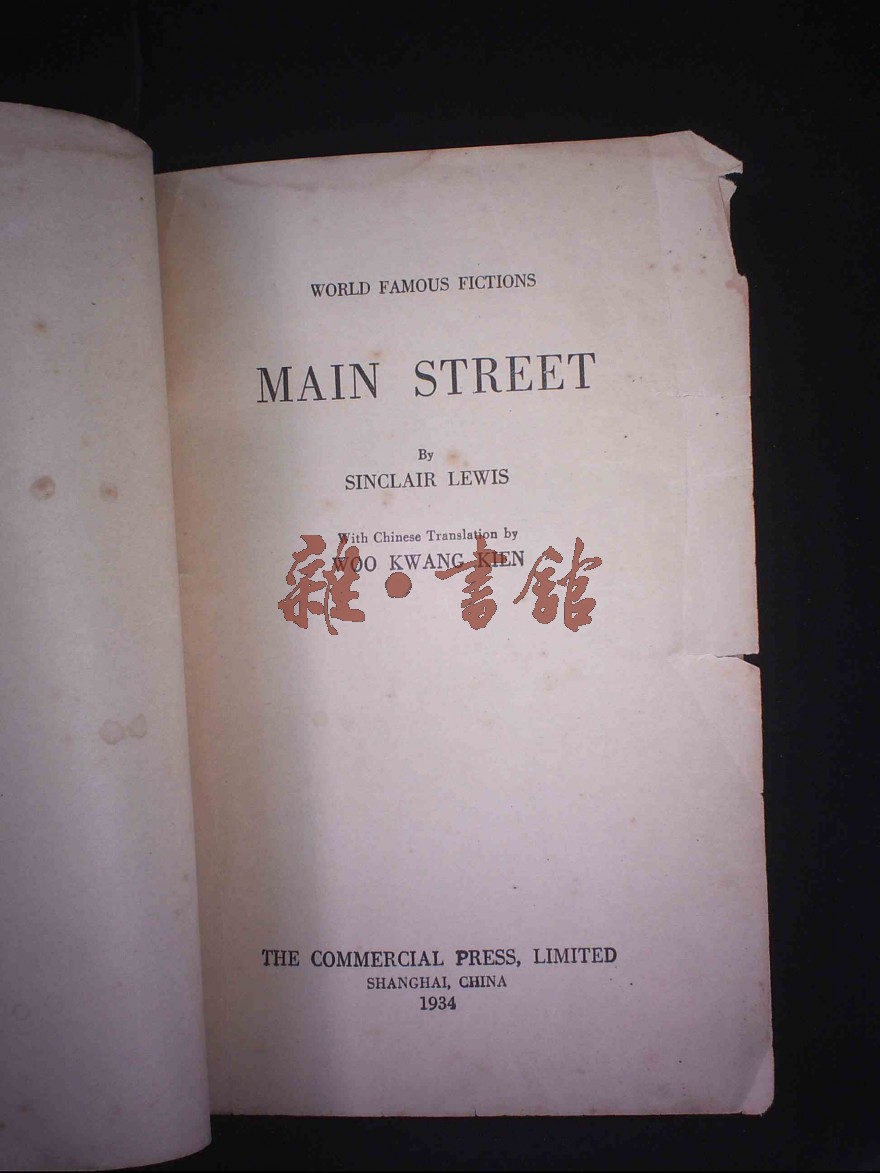 WORLD FAMOUS FICTIONS
MAIN STREET
By
SINCLAIR LEWIS
With Chinese Translation by
WOO KWANG KIEN
雜·書館
THE COMMERCIAL PRESS, LIMITED
SHANGHAI, CHINA
1934